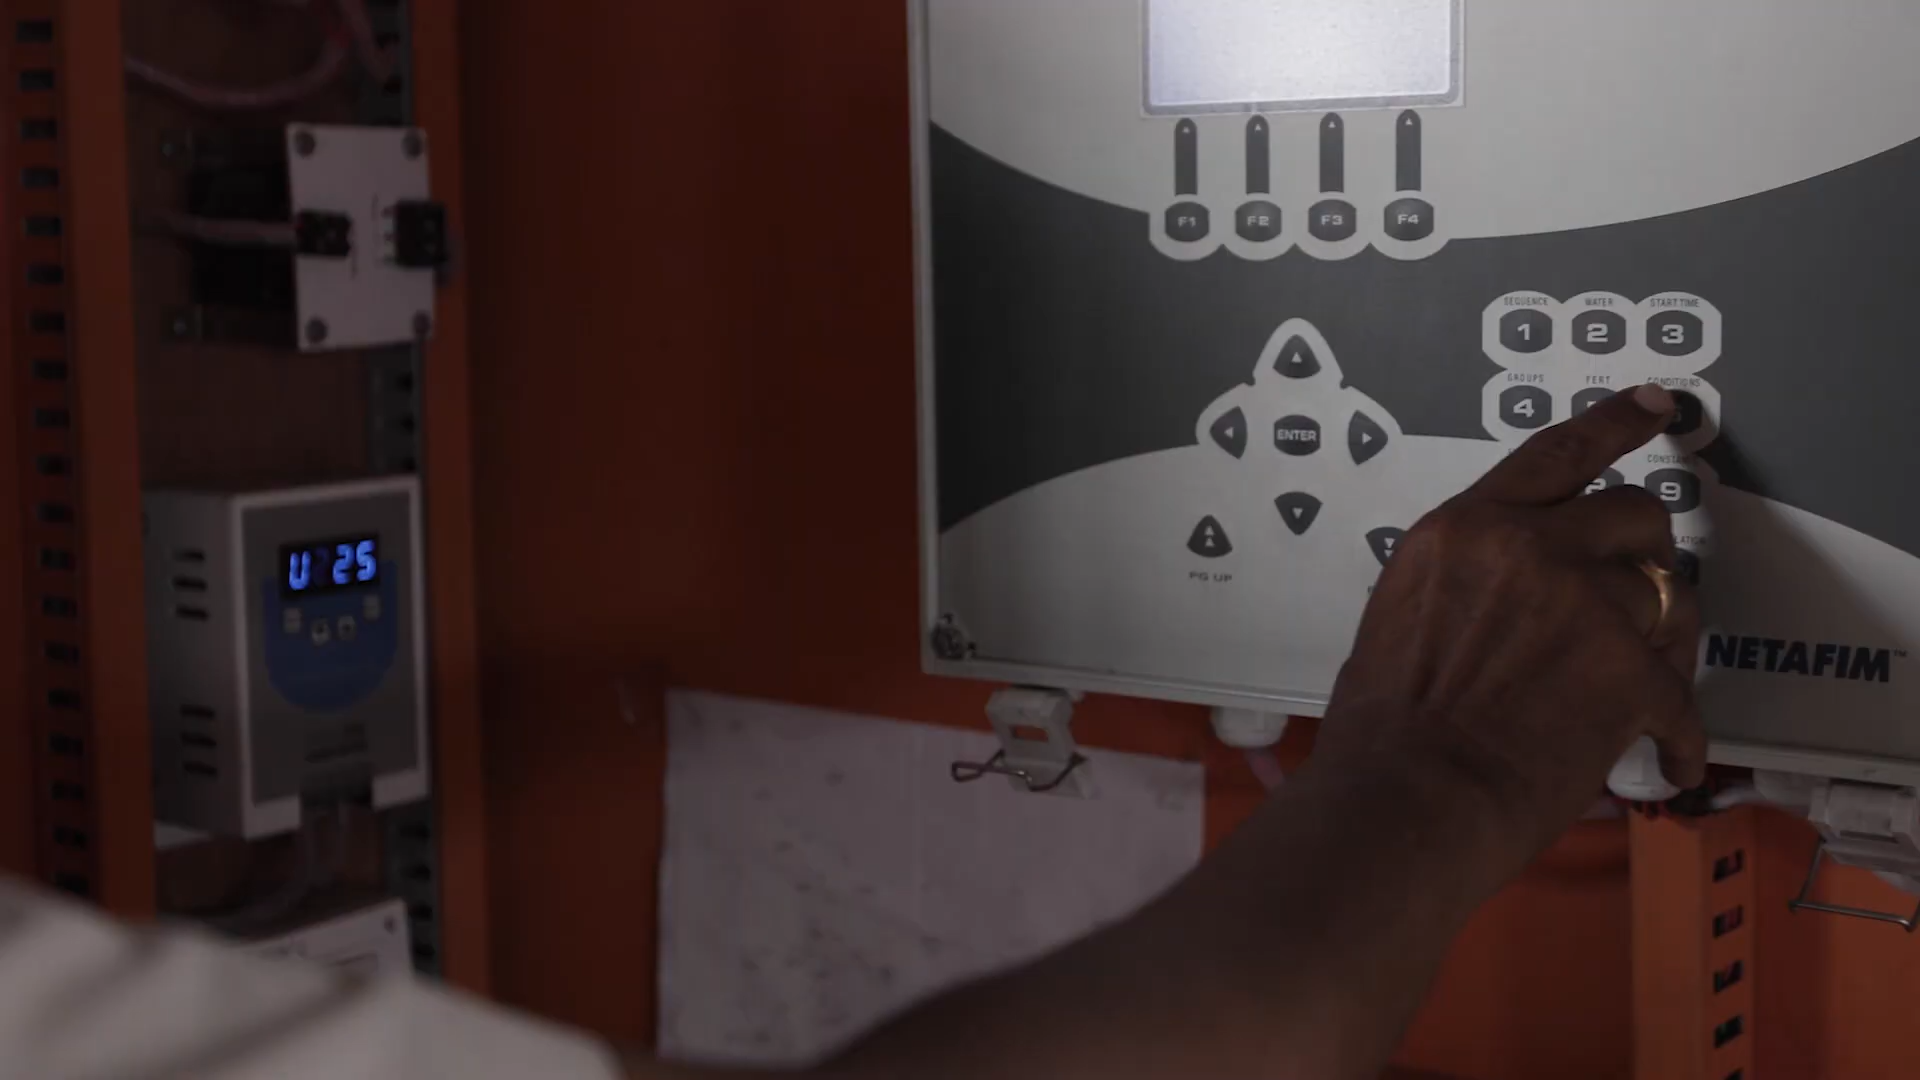 F1 F2 F3 F4
SEQUENCE WATER START TIME
1 2 3
GROUPS FERT CONDITIONS
4
ENTER
9
PG UP
U 25
NETAFIM™